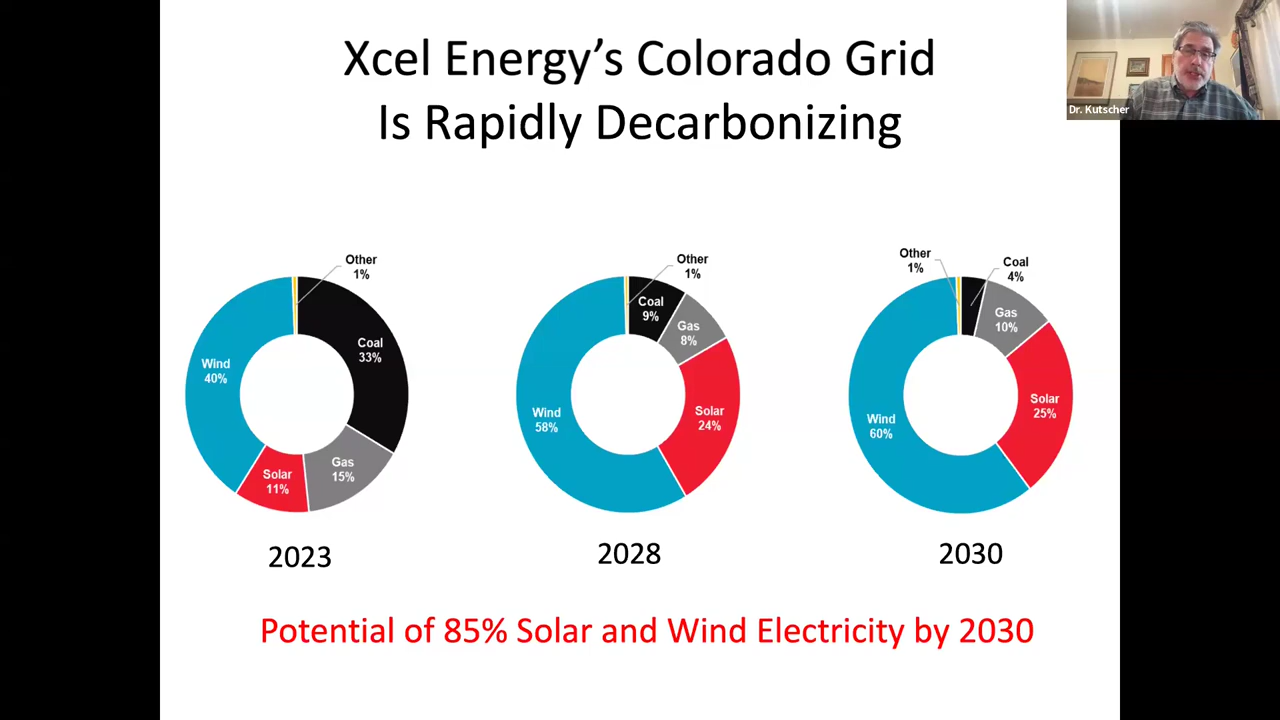 Xcel Energy's Colorado Grid
Is Rapidly Decarbonizing
Dr. Kutscher
Other
1%
Coal
33%
Gas
15%
Solar
11%
Wind
40%
2023
Other
1%
Coal
9%
Gas
8%
Solar
24%
Wind
58%
2028
Other
1%
Coal
4%
Gas
10%
Solar
25%
Wind
60%
2030
Potential of 85% Solar and Wind Electricity by 2030